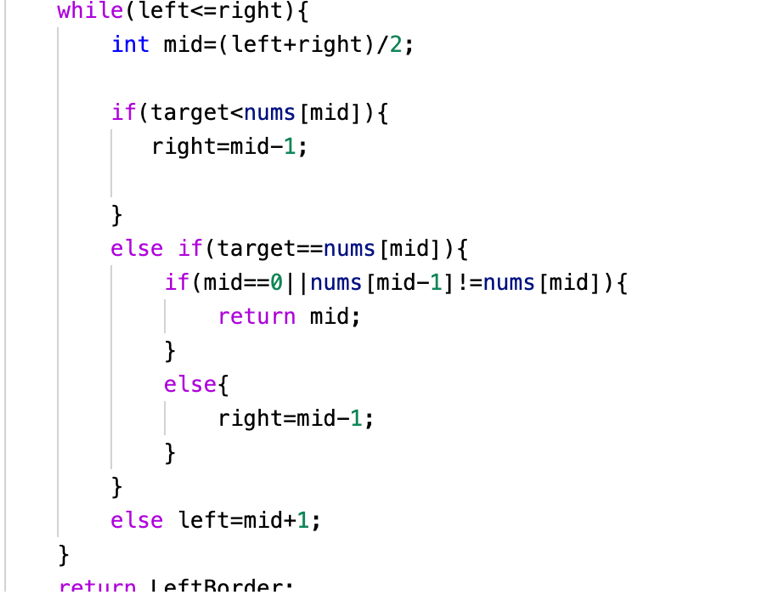 while(left<=right){
int mid=(left+right)/2;
if(target<nums[mid]){
right=mid-1;
}
else if(target==nums[mid]){
if(mid==0||nums[mid-1]!=nums[mid]){
return mid;
}
else{
right=mid-1;
}
}
else left=mid+1;
}
return LeftBorder;